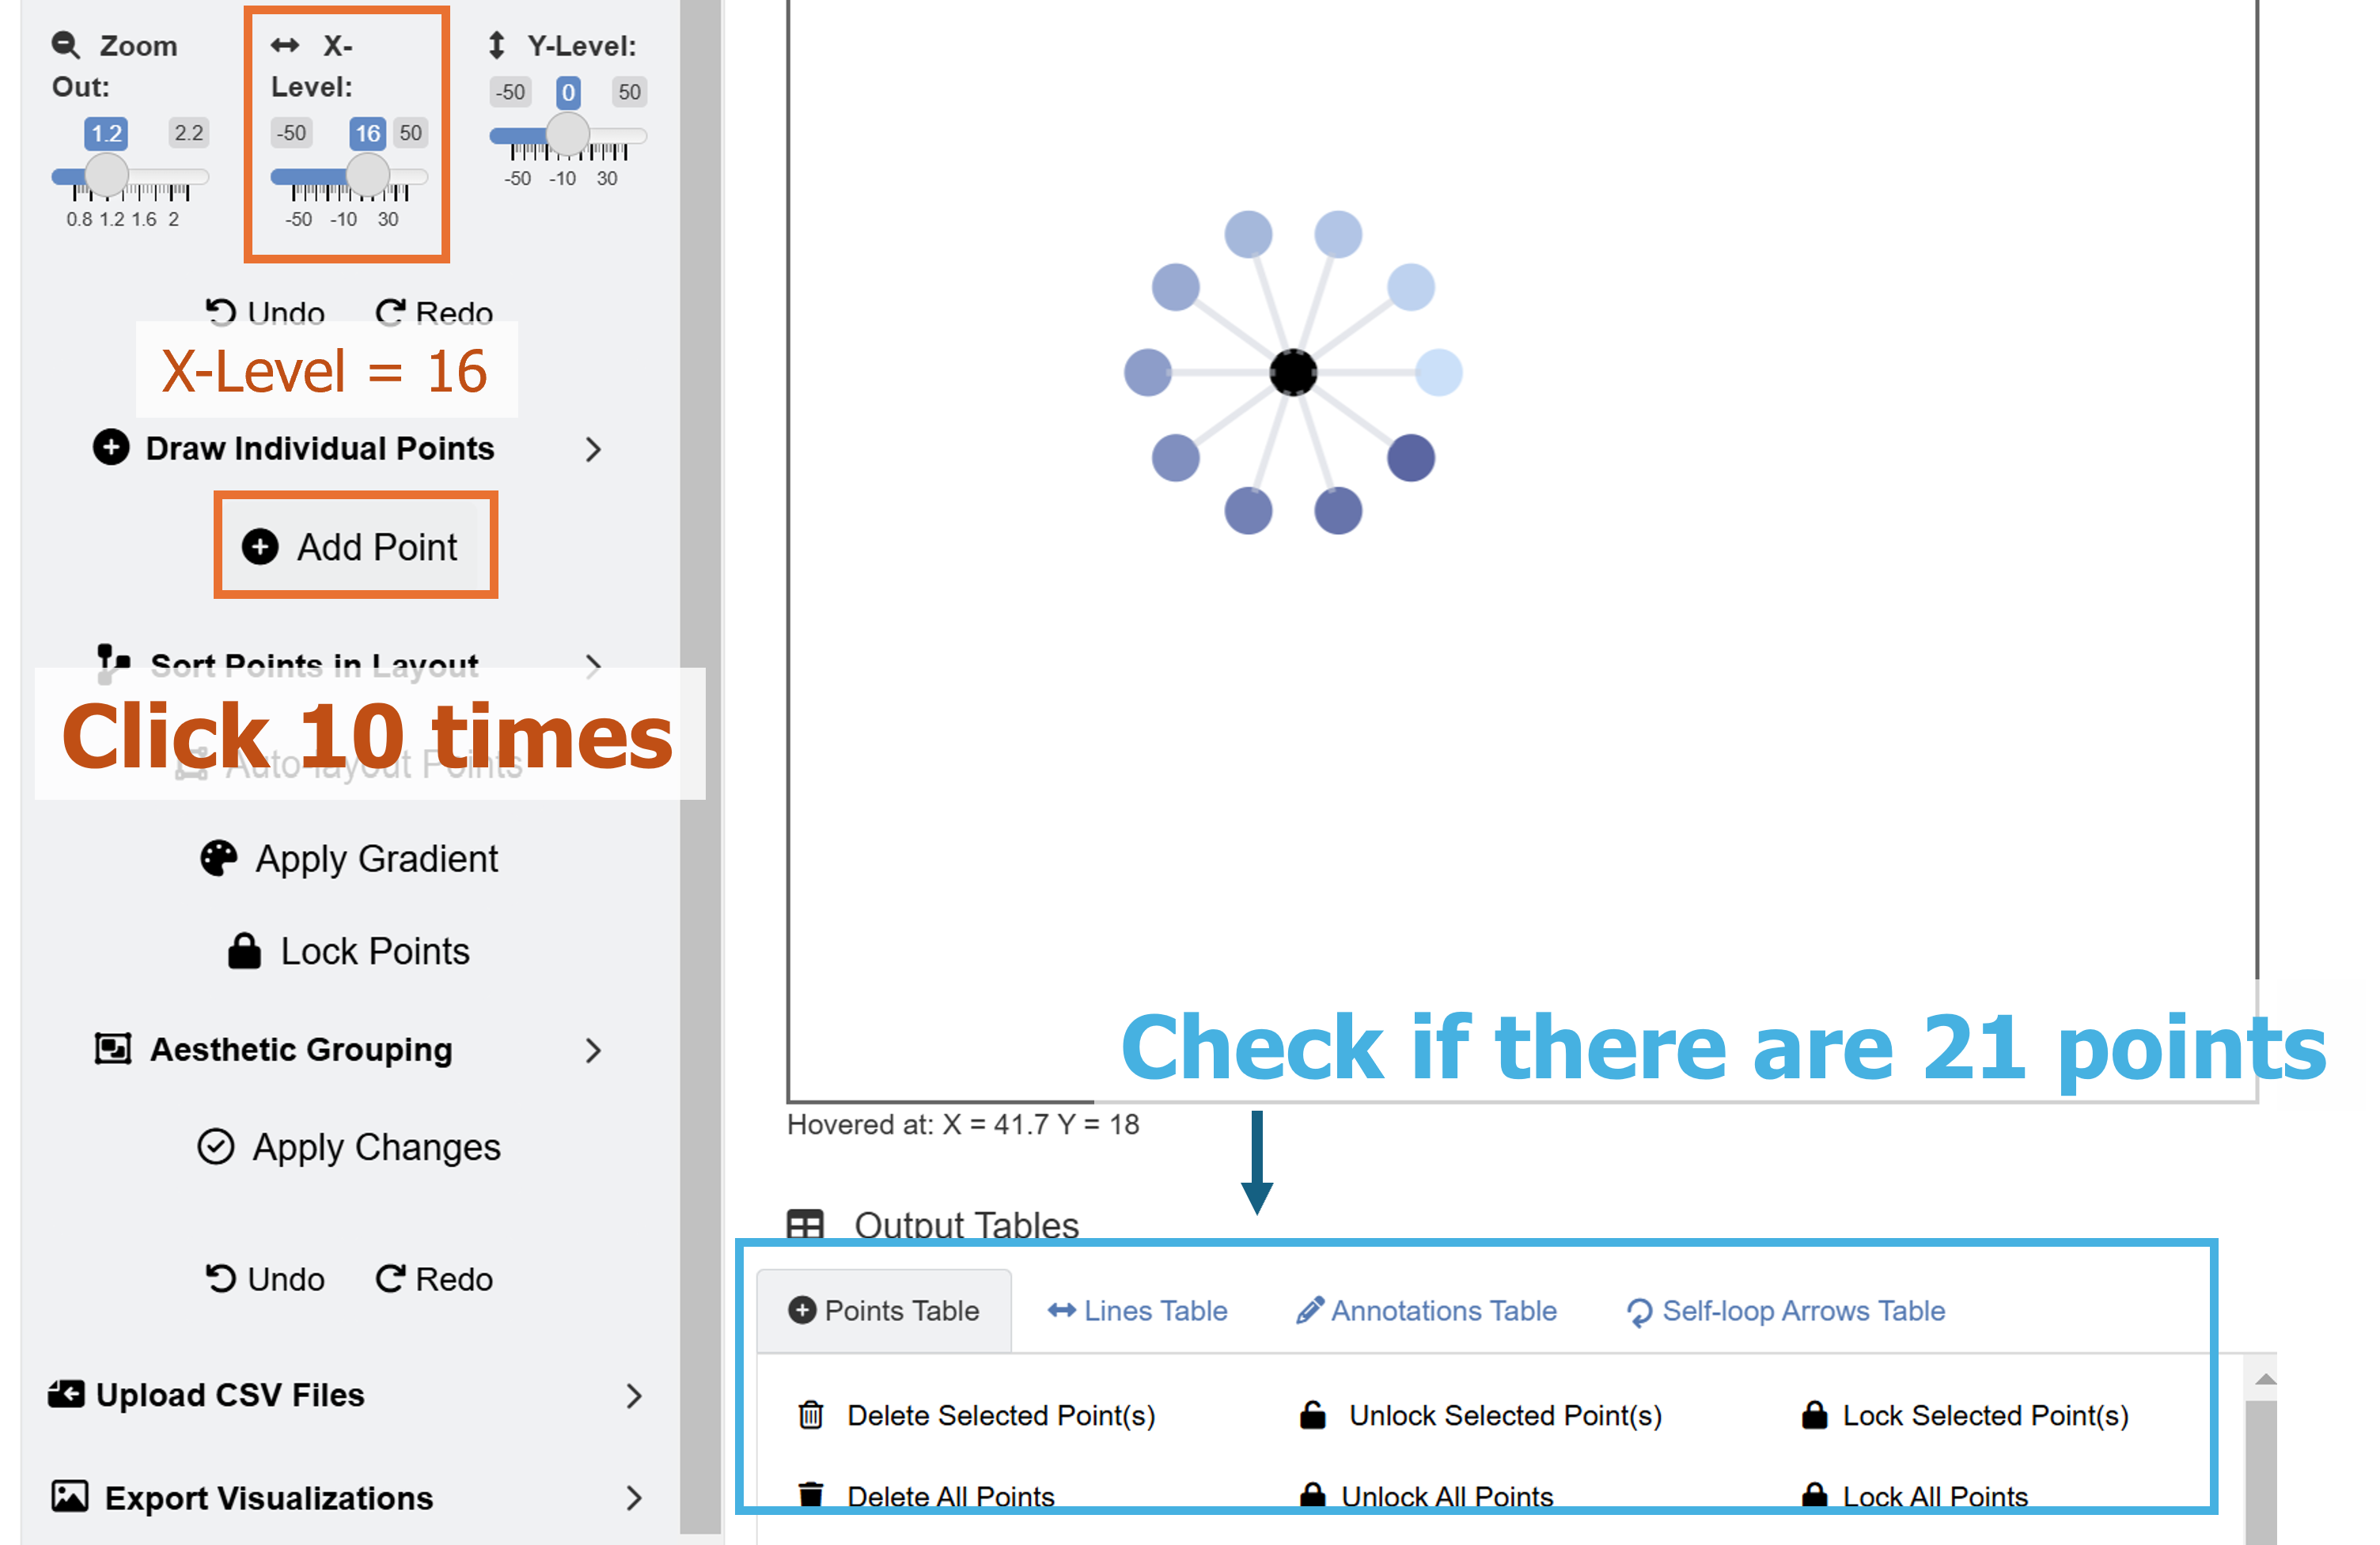 Zoom
Out:
1.2 2.2
0.8 1.2 1.6 2
X-
Level:
-50 16 50
-50 -10 30
Y-Level:
-50 0 50
-50 -10 30
Undo Redo
X-Level = 16
Draw Individual Points
Add Point
Sort Points in Layout
Click 10 times
Auto-layout Points
Apply Gradient
Lock Points
Aesthetic Grouping
Apply Changes
Undo Redo
Upload CSV Files
Export Visualizations
Check if there are 21 points
Hovered at: X = 41.7 Y = 18
Output Tables
Points Table Lines Table Annotations Table Self-loop Arrows Table
Delete Selected Point(s) Unlock Selected Point(s) Lock Selected Point(s)
Delete All Points Unlock All Points Lock All Points